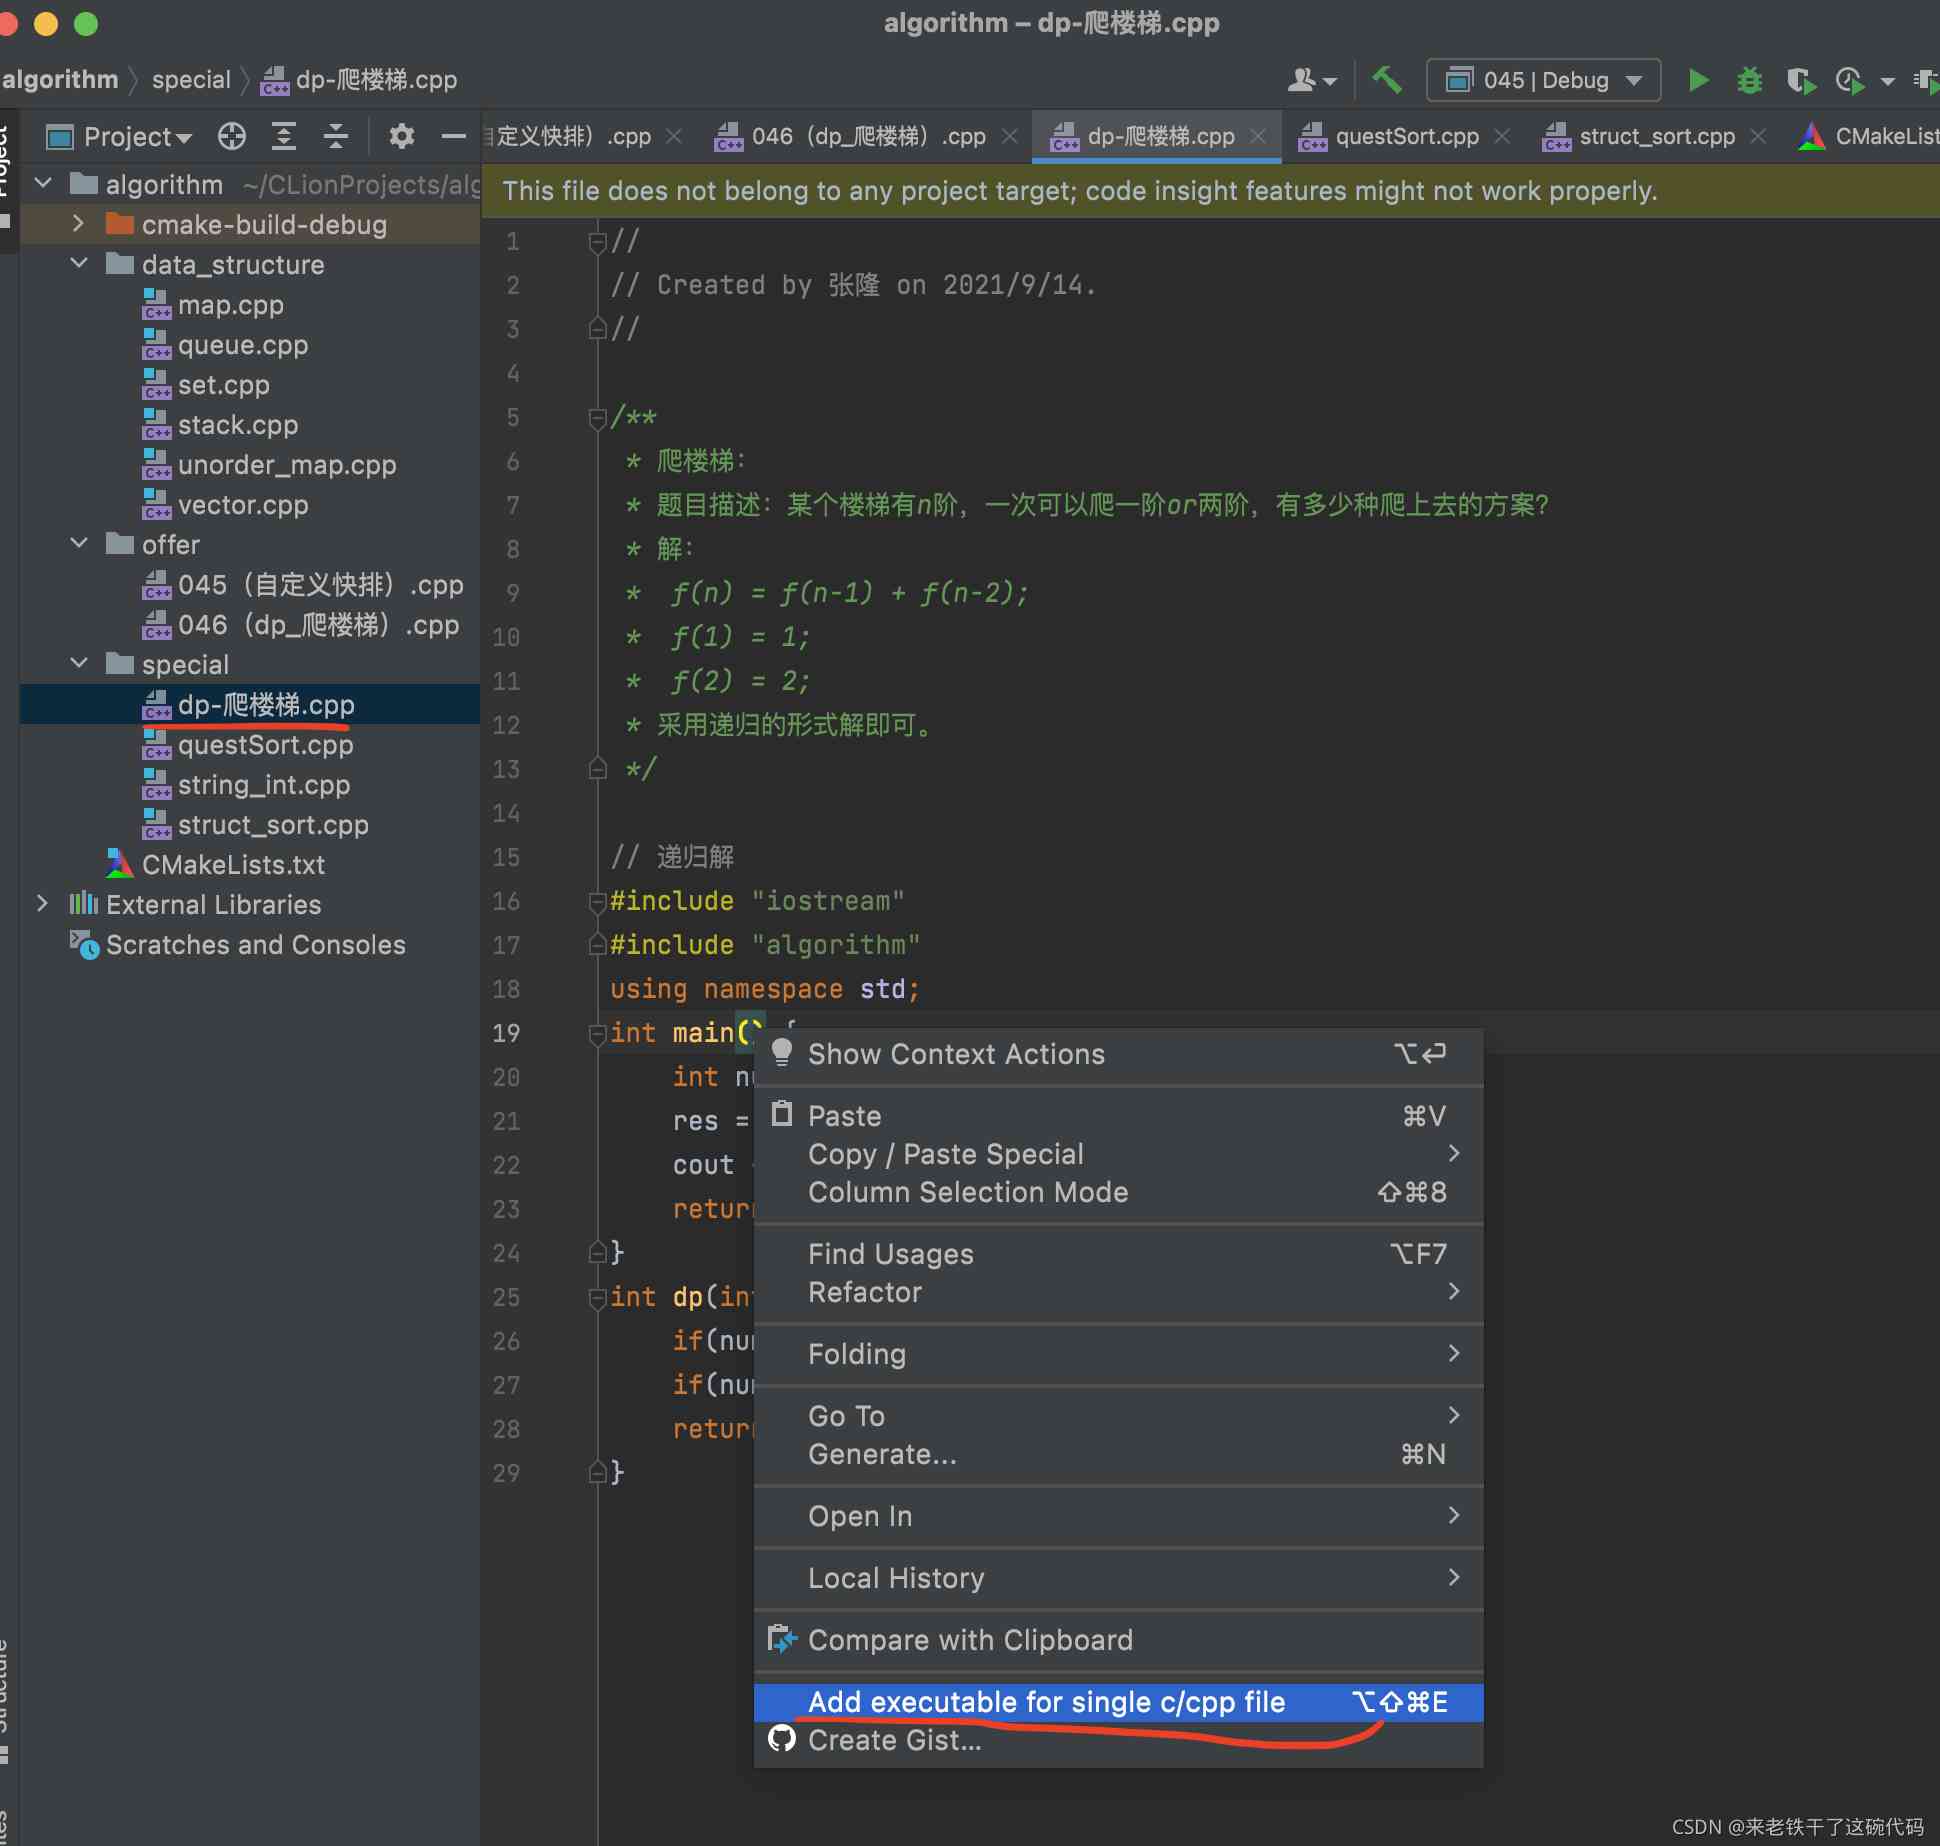 algorithm – dp-爬楼梯.cpp
algorithm special dp-爬楼梯.cpp
045 | Debug
Project
Project
自定义快排）.cpp
046（dp_爬楼梯）.cpp
dp-爬楼梯.cpp
questSort.cpp
struct_sort.cpp
CMakeList
This file does not belong to any project target; code insight features might not work properly.
algorithm ~/CLionProjects/alg
cmake-build-debug
data_structure
map.cpp
queue.cpp
set.cpp
stack.cpp
unorder_map.cpp
vector.cpp
offer
045（自定义快排）.cpp
046（dp_爬楼梯）.cpp
special
dp-爬楼梯.cpp
questSort.cpp
string_int.cpp
struct_sort.cpp
CMakeLists.txt
External Libraries
Scratches and Consoles
Structure
1 //
2 // Created by 张隆 on 2021/9/14.
3 //
4
5 /**
6 * 爬楼梯：
7 * 题目描述：某个楼梯有n阶，一次可以爬一阶or两阶，有多少种爬上去的方案？
8 * 解：
9 * f(n) = f(n-1) + f(n-2);
10 * f(1) = 1;
11 * f(2) = 2;
12 * 采用递归的形式解即可。
13 */
14
15 // 递归解
16 #include "iostream"
17 #include "algorithm"
18 using namespace std;
19 int main() {
20 int nu
21 res =
22 cout
23 return
24 }
25 int dp(int
26 if(num
27 if(num
28 return
29 }
Show Context Actions ⌥⏎
Paste ⌘V
Copy / Paste Special
Column Selection Mode ⇧⌘8
Find Usages ⌥F7
Refactor
Folding
Go To
Generate... ⌘N
Open In
Local History
Compare with Clipboard
Add executable for single c/cpp file ⌥⇧⌘E
Create Gist...
CSDN @来老铁干了这碗代码